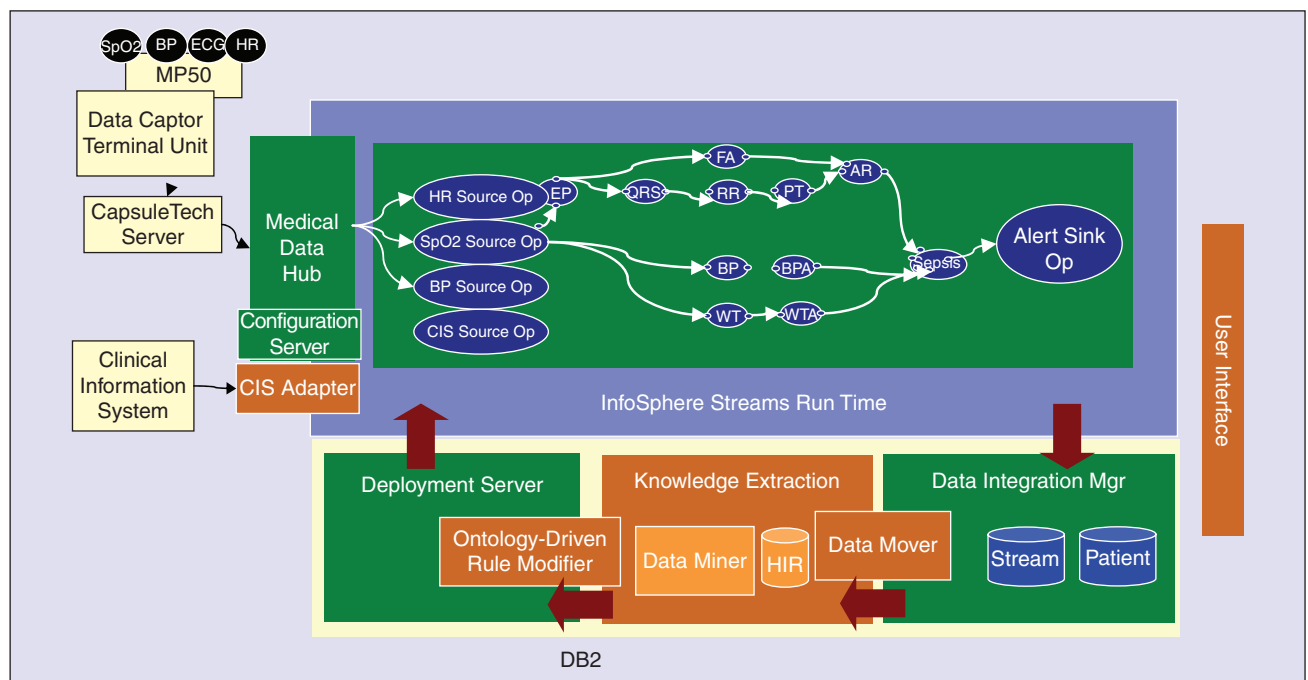 SpO2
BP
ECG
HR
MP50
Data Captor
Terminal Unit
CapsuleTech
Server
Clinical
Information
System
Medical
Data
Hub
Configuration
Server
CIS Adapter
HR Source Op
SpO2 Source Op
BP Source Op
CIS Source Op
EP
FA
QRS
RR
PT
AR
BP
BPA
WT
WTA
Sepsis
Alert Sink
Op
InfoSphere Streams Run Time
User Interface
Deployment Server
Ontology-Driven
Rule Modifier
Knowledge Extraction
Data Miner
HIR
Data Mover
Data Integration Mgr
Stream
Patient
DB2